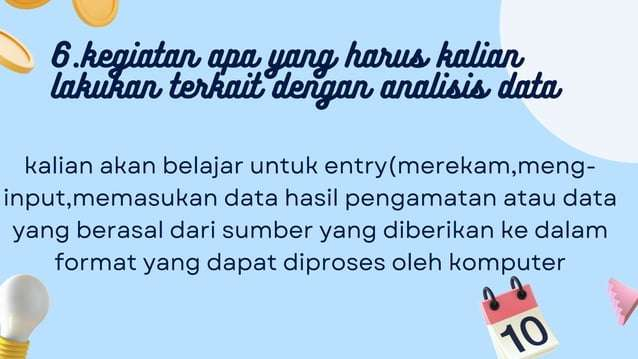 6.kegiatan apa yang harus kalian
lakukan terkait dengan analisis data
kalian akan belajar untuk entry(merekam,meng-
input,memasukan data hasil pengamatan atau data
yang berasal dari sumber yang diberikan ke dalam
format yang dapat diproses oleh komputer
10